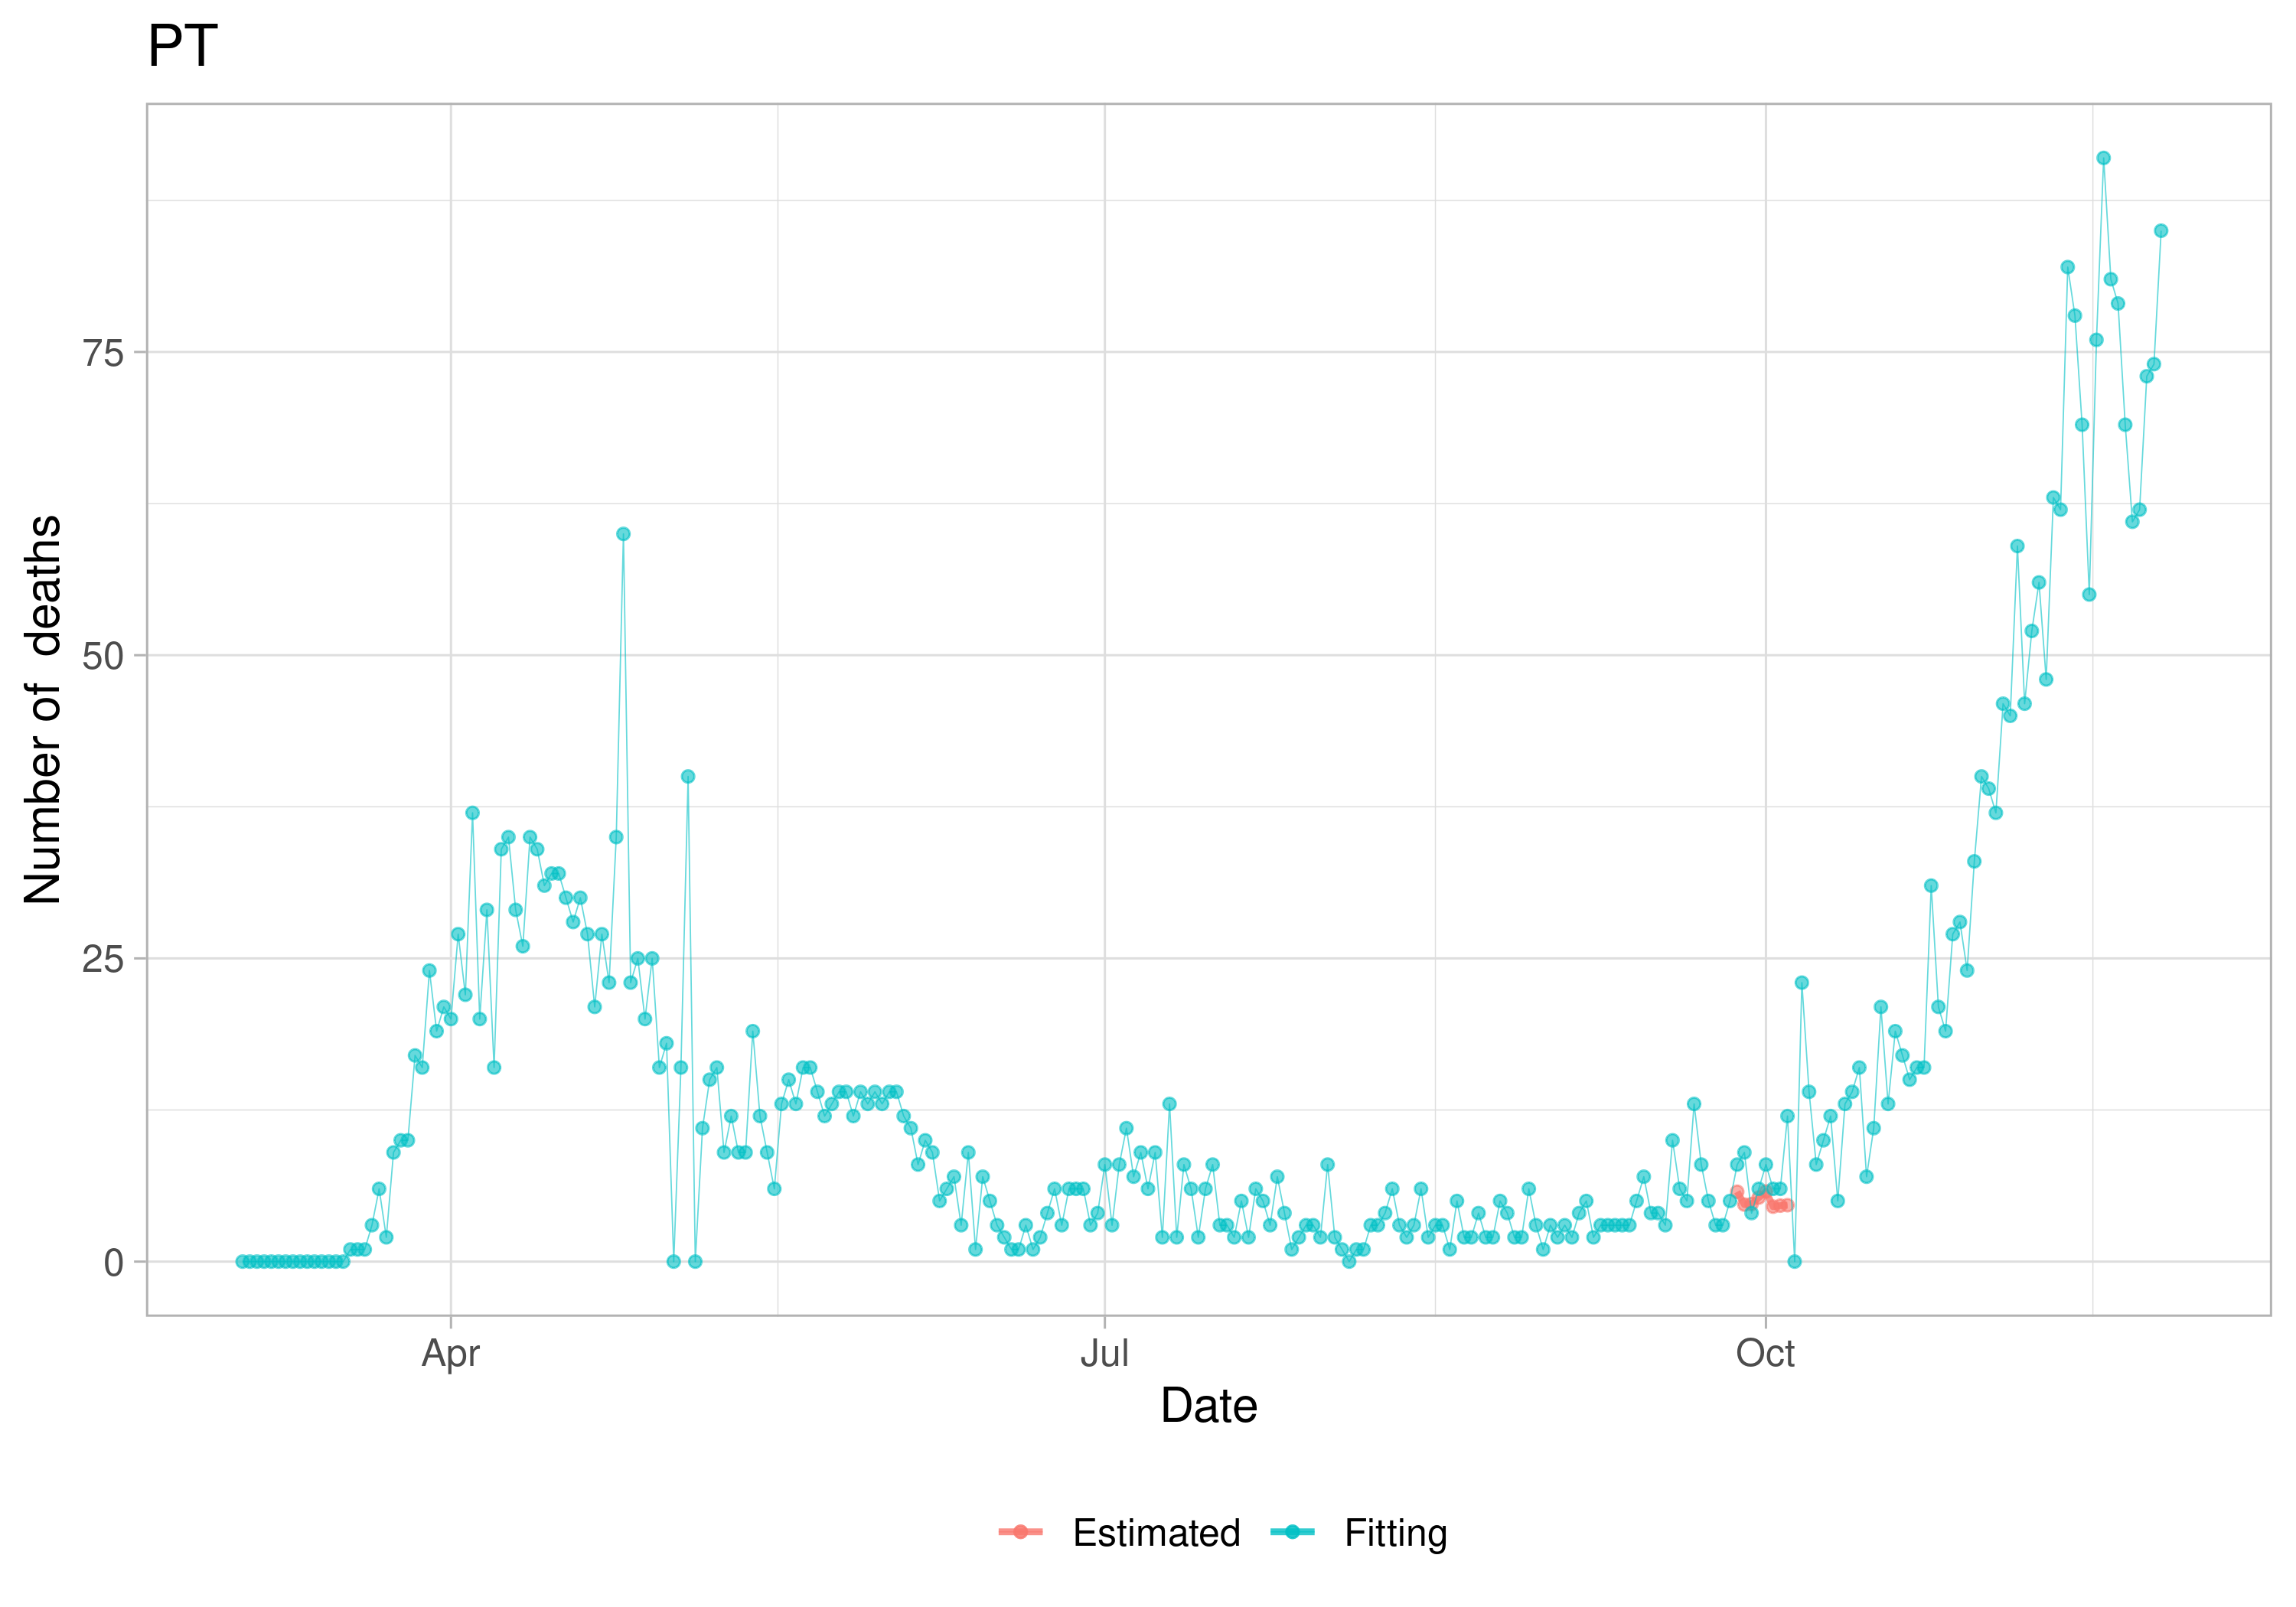 PT
Number of  deaths
75
50
25
0
Apr
Jul
Oct
Date
Estimated
Fitting